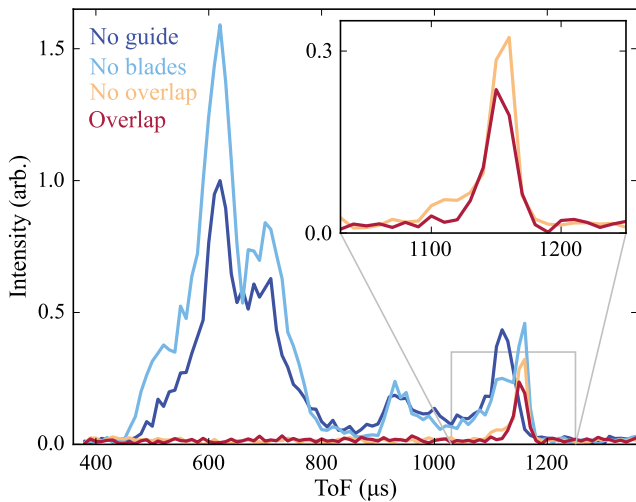 No guide
No blades
No overlap
Overlap
Intensity (arb.)
1.5
1.0
0.5
0.0
400
600
800
1000
1200
ToF (μs)
0.3
0.0
1100
1200